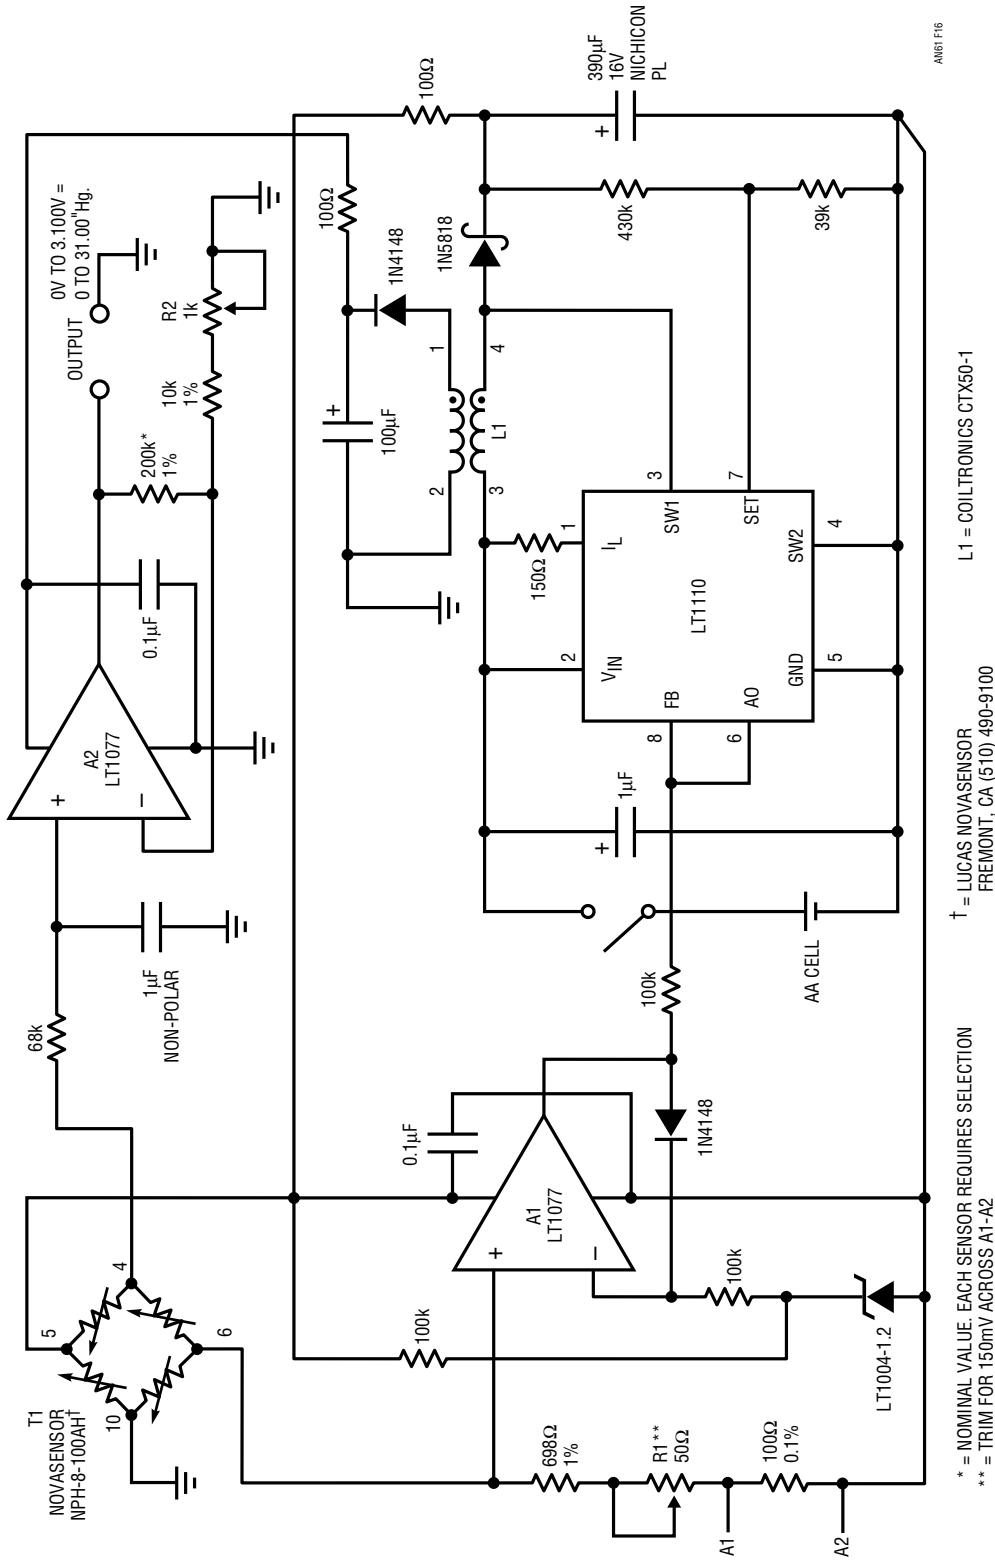 T1
NOVASENSOR
NPH-8-100AH†
5
4
10
6
68k
1µF
NON-POLAR
+
–
A2
LT1077
0.1µF
200k*
1%
10k
1%
R2
1k
OUTPUT
0V TO 3.100V =
0 TO 31.00"Hg.
100Ω
100Ω
+
100µF
1N4148
1N5818
1
2
3
4
L1
390µF
16V
NICHICON
PL
+
430k
39k
150Ω
LT1110
IL
1
VIN
2
SW1
3
SET
7
SW2
4
GND
5
FB
8
AO
6
+
1µF
AA CELL
100k
0.1µF
A1
LT1077
+
–
1N4148
100k
100k
LT1004-1.2
698Ω
1%
R1**
50Ω
100Ω
0.1%
A1
A2
* = NOMINAL VALUE. EACH SENSOR REQUIRES SELECTION
** = TRIM FOR 150mV ACROSS A1-A2
† = LUCAS NOVASENSOR
FREMONT, CA (510) 490-9100
L1 = COILTRONICS CTX50-1
AN61 F16